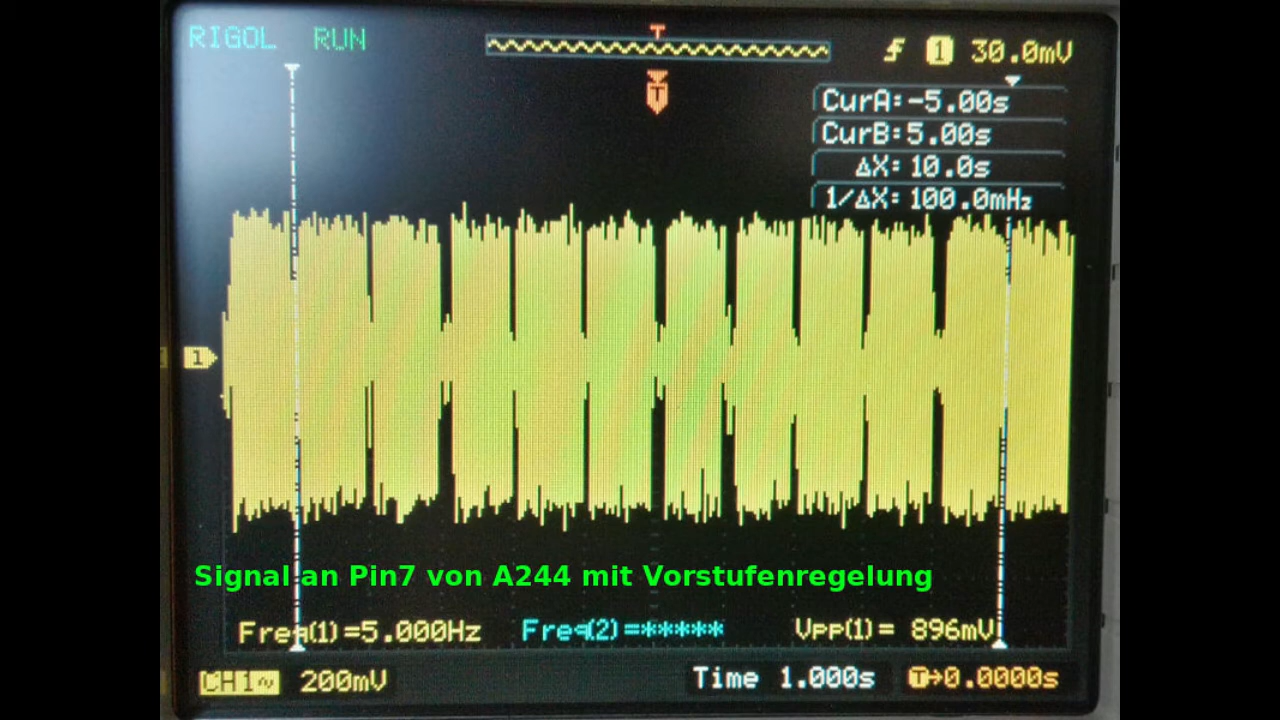 RIGOL RUN T 1 30.0mV
T
CurA:-5.00s
CurB:5.00s
ΔX: 10.0s
1/ΔX: 100.0mHz
1
Signal an Pin7 von A244 mit Vorstufenregelung
Freq(1)=5.000Hz Freq(2)=***** Vpp(1)= 896mV
CH1~ 200mV Time 1.000s T→0.0000s